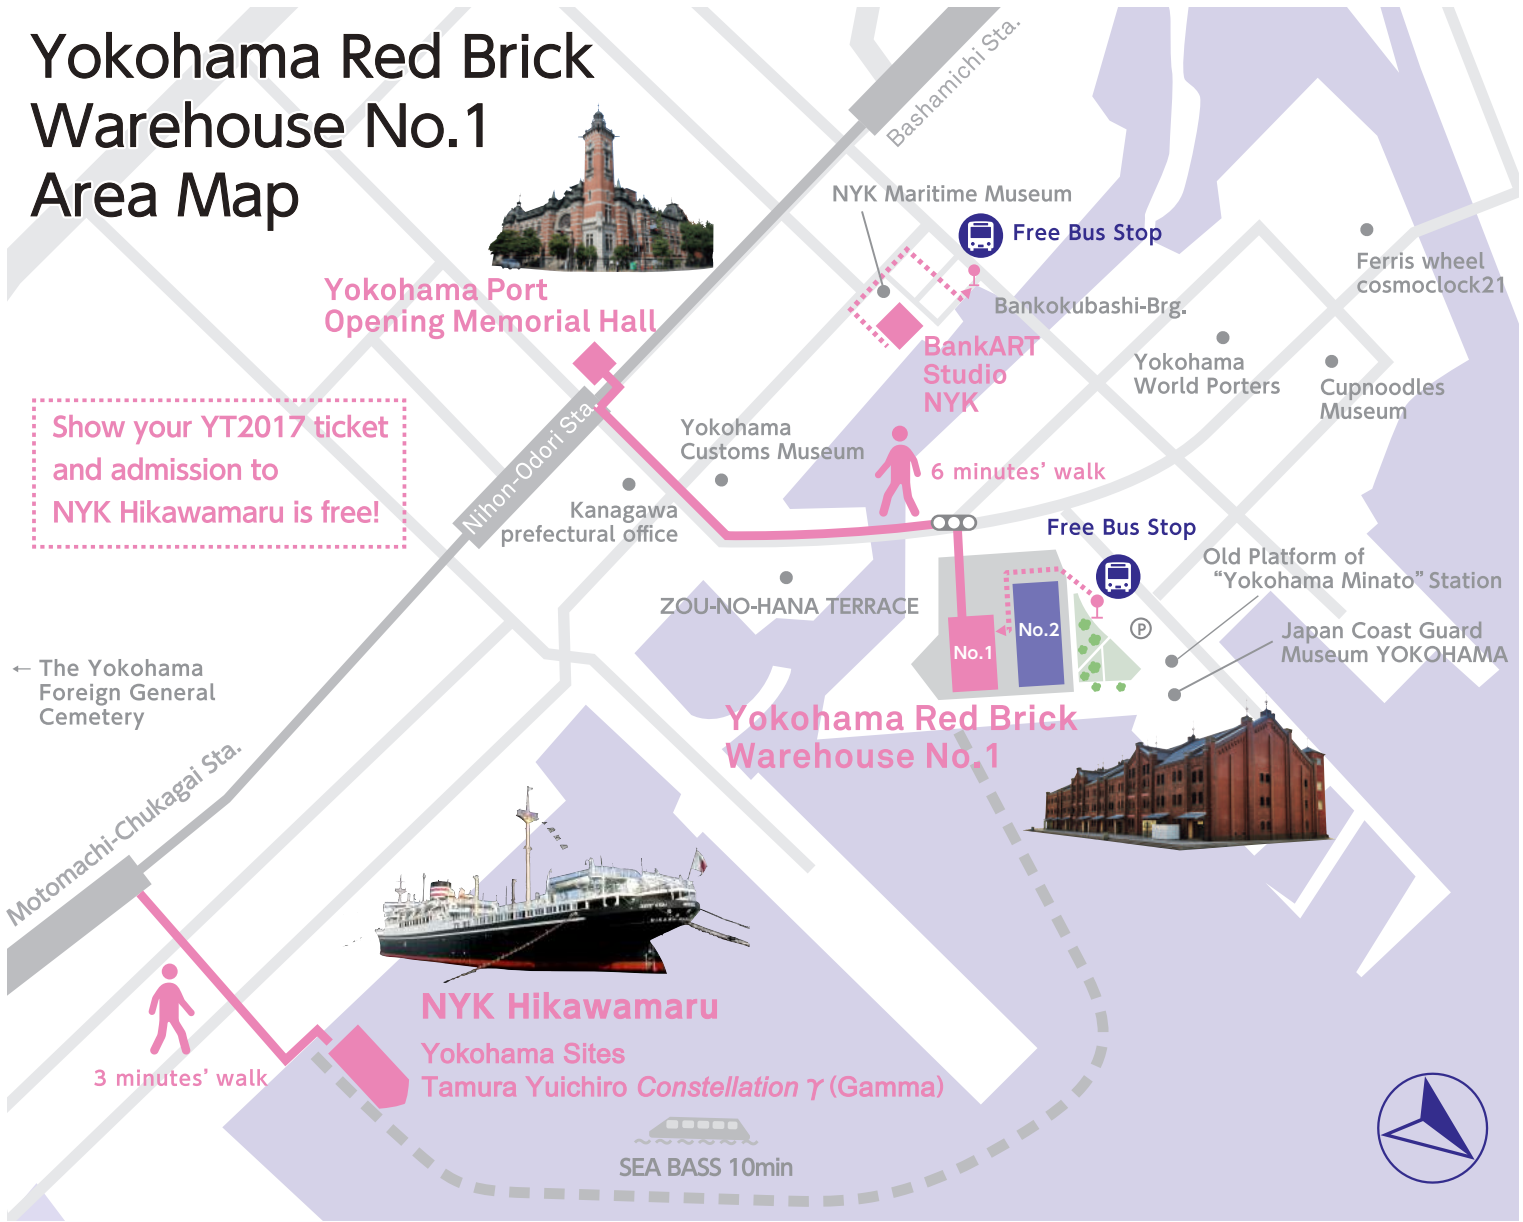 Yokohama Red Brick
Warehouse No.1
Area Map
Bashamichi Sta.
NYK Maritime Museum
Free Bus Stop
Ferris wheel
cosmoclock21
Yokohama Port
Opening Memorial Hall
Bankokubashi-Brg.
BankART
Studio
NYK
Yokohama
World Porters
Cupnoodles
Museum
Show your YT2017 ticket
and admission to
NYK Hikawamaru is free!
Nihon-Odori Sta.
Yokohama
Customs Museum
6 minutes’ walk
Kanagawa
prefectural office
Free Bus Stop
Old Platform of
“Yokohama Minato” Station
ZOU-NO-HANA TERRACE
No.2
No.1
P
Japan Coast Guard
Museum YOKOHAMA
← The Yokohama
Foreign General
Cemetery
Yokohama Red Brick
Warehouse No.1
Motomachi-Chukagai Sta.
NYK Hikawamaru
Yokohama Sites
Tamura Yuichiro Constellation γ (Gamma)
3 minutes’ walk
SEA BASS 10min